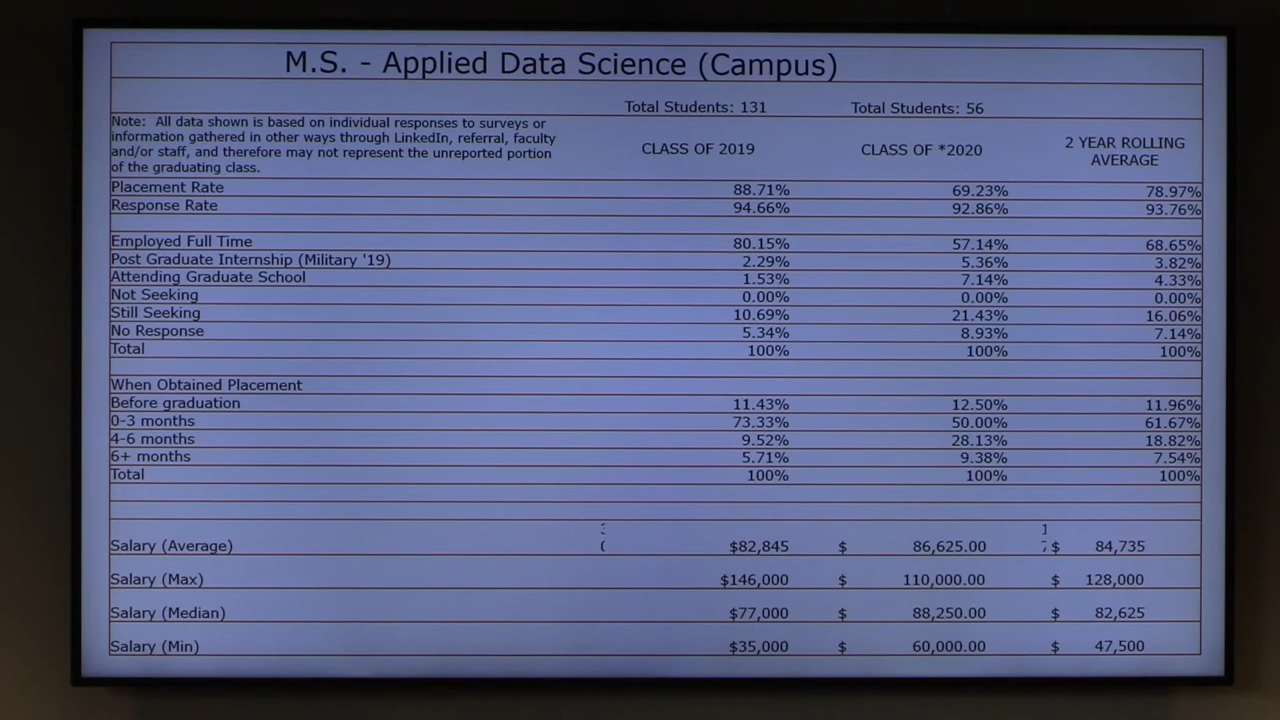 M.S. - Applied Data Science (Campus)
Total Students: 131 Total Students: 56
Note: All data shown is based on individual responses to surveys or
information gathered in other ways through LinkedIn, referral, faculty
and/or staff, and therefore may not represent the unreported portion
of the graduating class.
CLASS OF 2019 CLASS OF *2020 2 YEAR ROLLING
AVERAGE
Placement Rate 88.71% 69.23% 78.97%
Response Rate 94.66% 92.86% 93.76%
Employed Full Time 80.15% 57.14% 68.65%
Post Graduate Internship (Military '19) 2.29% 5.36% 3.82%
Attending Graduate School 1.53% 7.14% 4.33%
Not Seeking 0.00% 0.00% 0.00%
Still Seeking 10.69% 21.43% 16.06%
No Response 5.34% 8.93% 7.14%
Total 100% 100% 100%
When Obtained Placement
Before graduation 11.43% 12.50% 11.96%
0-3 months 73.33% 50.00% 61.67%
4-6 months 9.52% 28.13% 18.82%
6+ months 5.71% 9.38% 7.54%
Total 100% 100% 100%
Salary (Average) $82,845 $ 86,625.00 $ 84,735
Salary (Max) $146,000 $ 110,000.00 $ 128,000
Salary (Median) $77,000 $ 88,250.00 $ 82,625
Salary (Min) $35,000 $ 60,000.00 $ 47,500